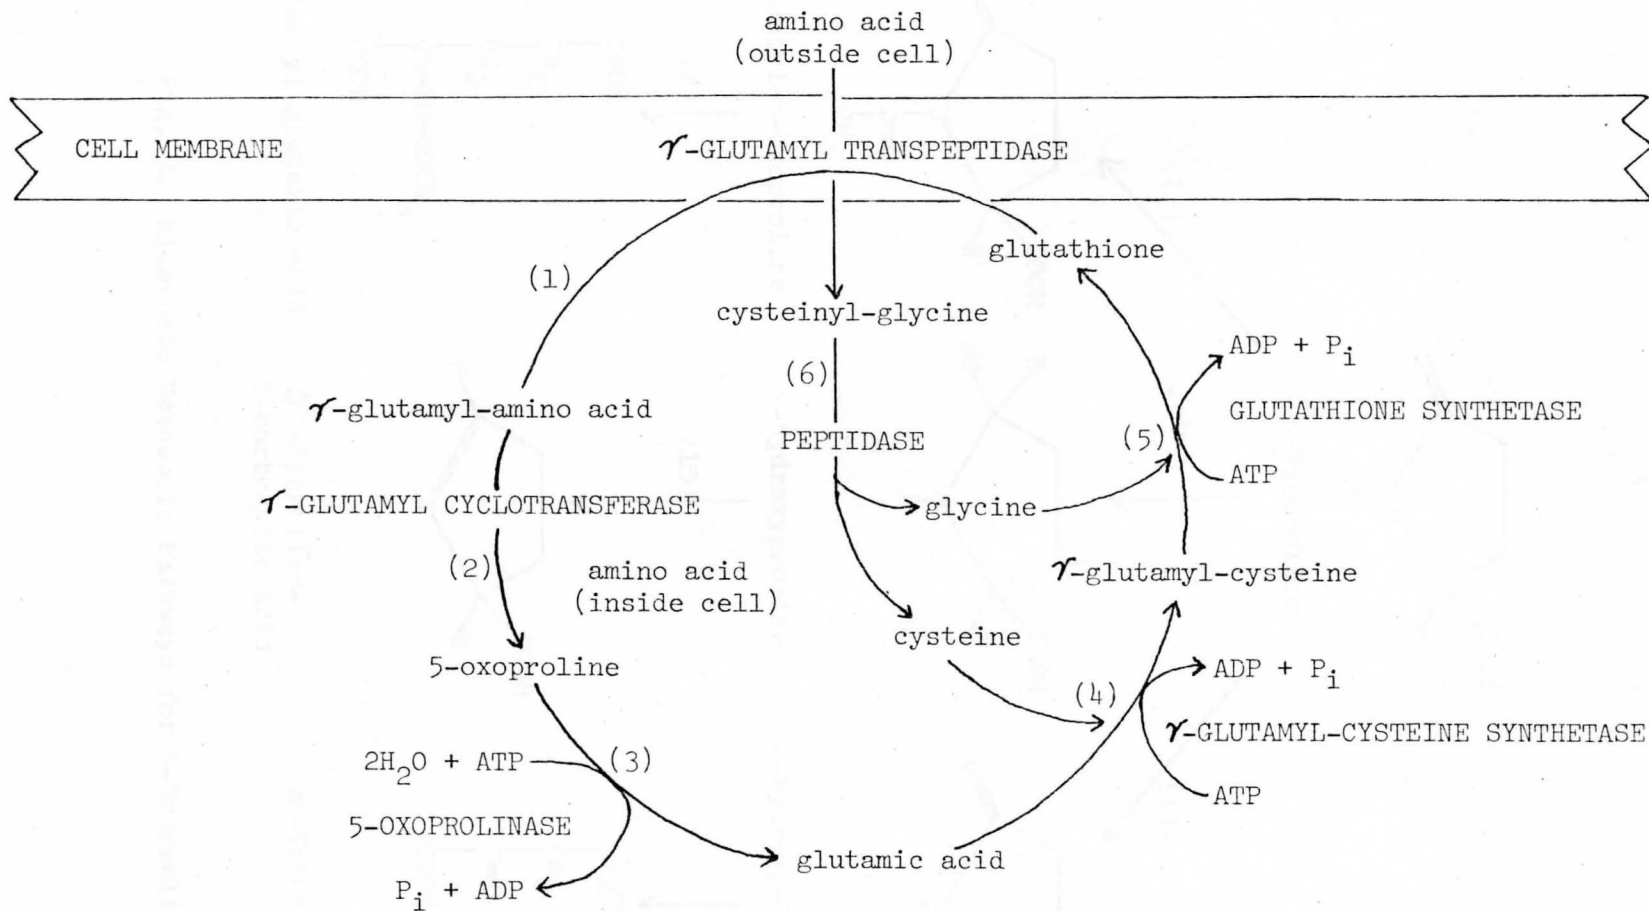 amino acid
(outside cell)
CELL MEMBRANE
γ-GLUTAMYL TRANSPEPTIDASE
glutathione
(1)
cysteinyl-glycine
ADP + Pi
(6)
γ-glutamyl-amino acid
GLUTATHIONE SYNTHETASE
PEPTIDASE
(5)
ATP
γ-GLUTAMYL CYCLOTRANSFERASE
glycine
(2)
amino acid
(inside cell)
γ-glutamyl-cysteine
cysteine
5-oxoproline
ADP + Pi
(4)
γ-GLUTAMYL-CYSTEINE SYNTHETASE
2H2O + ATP
(3)
ATP
5-OXOPROLINASE
glutamic acid
Pi + ADP